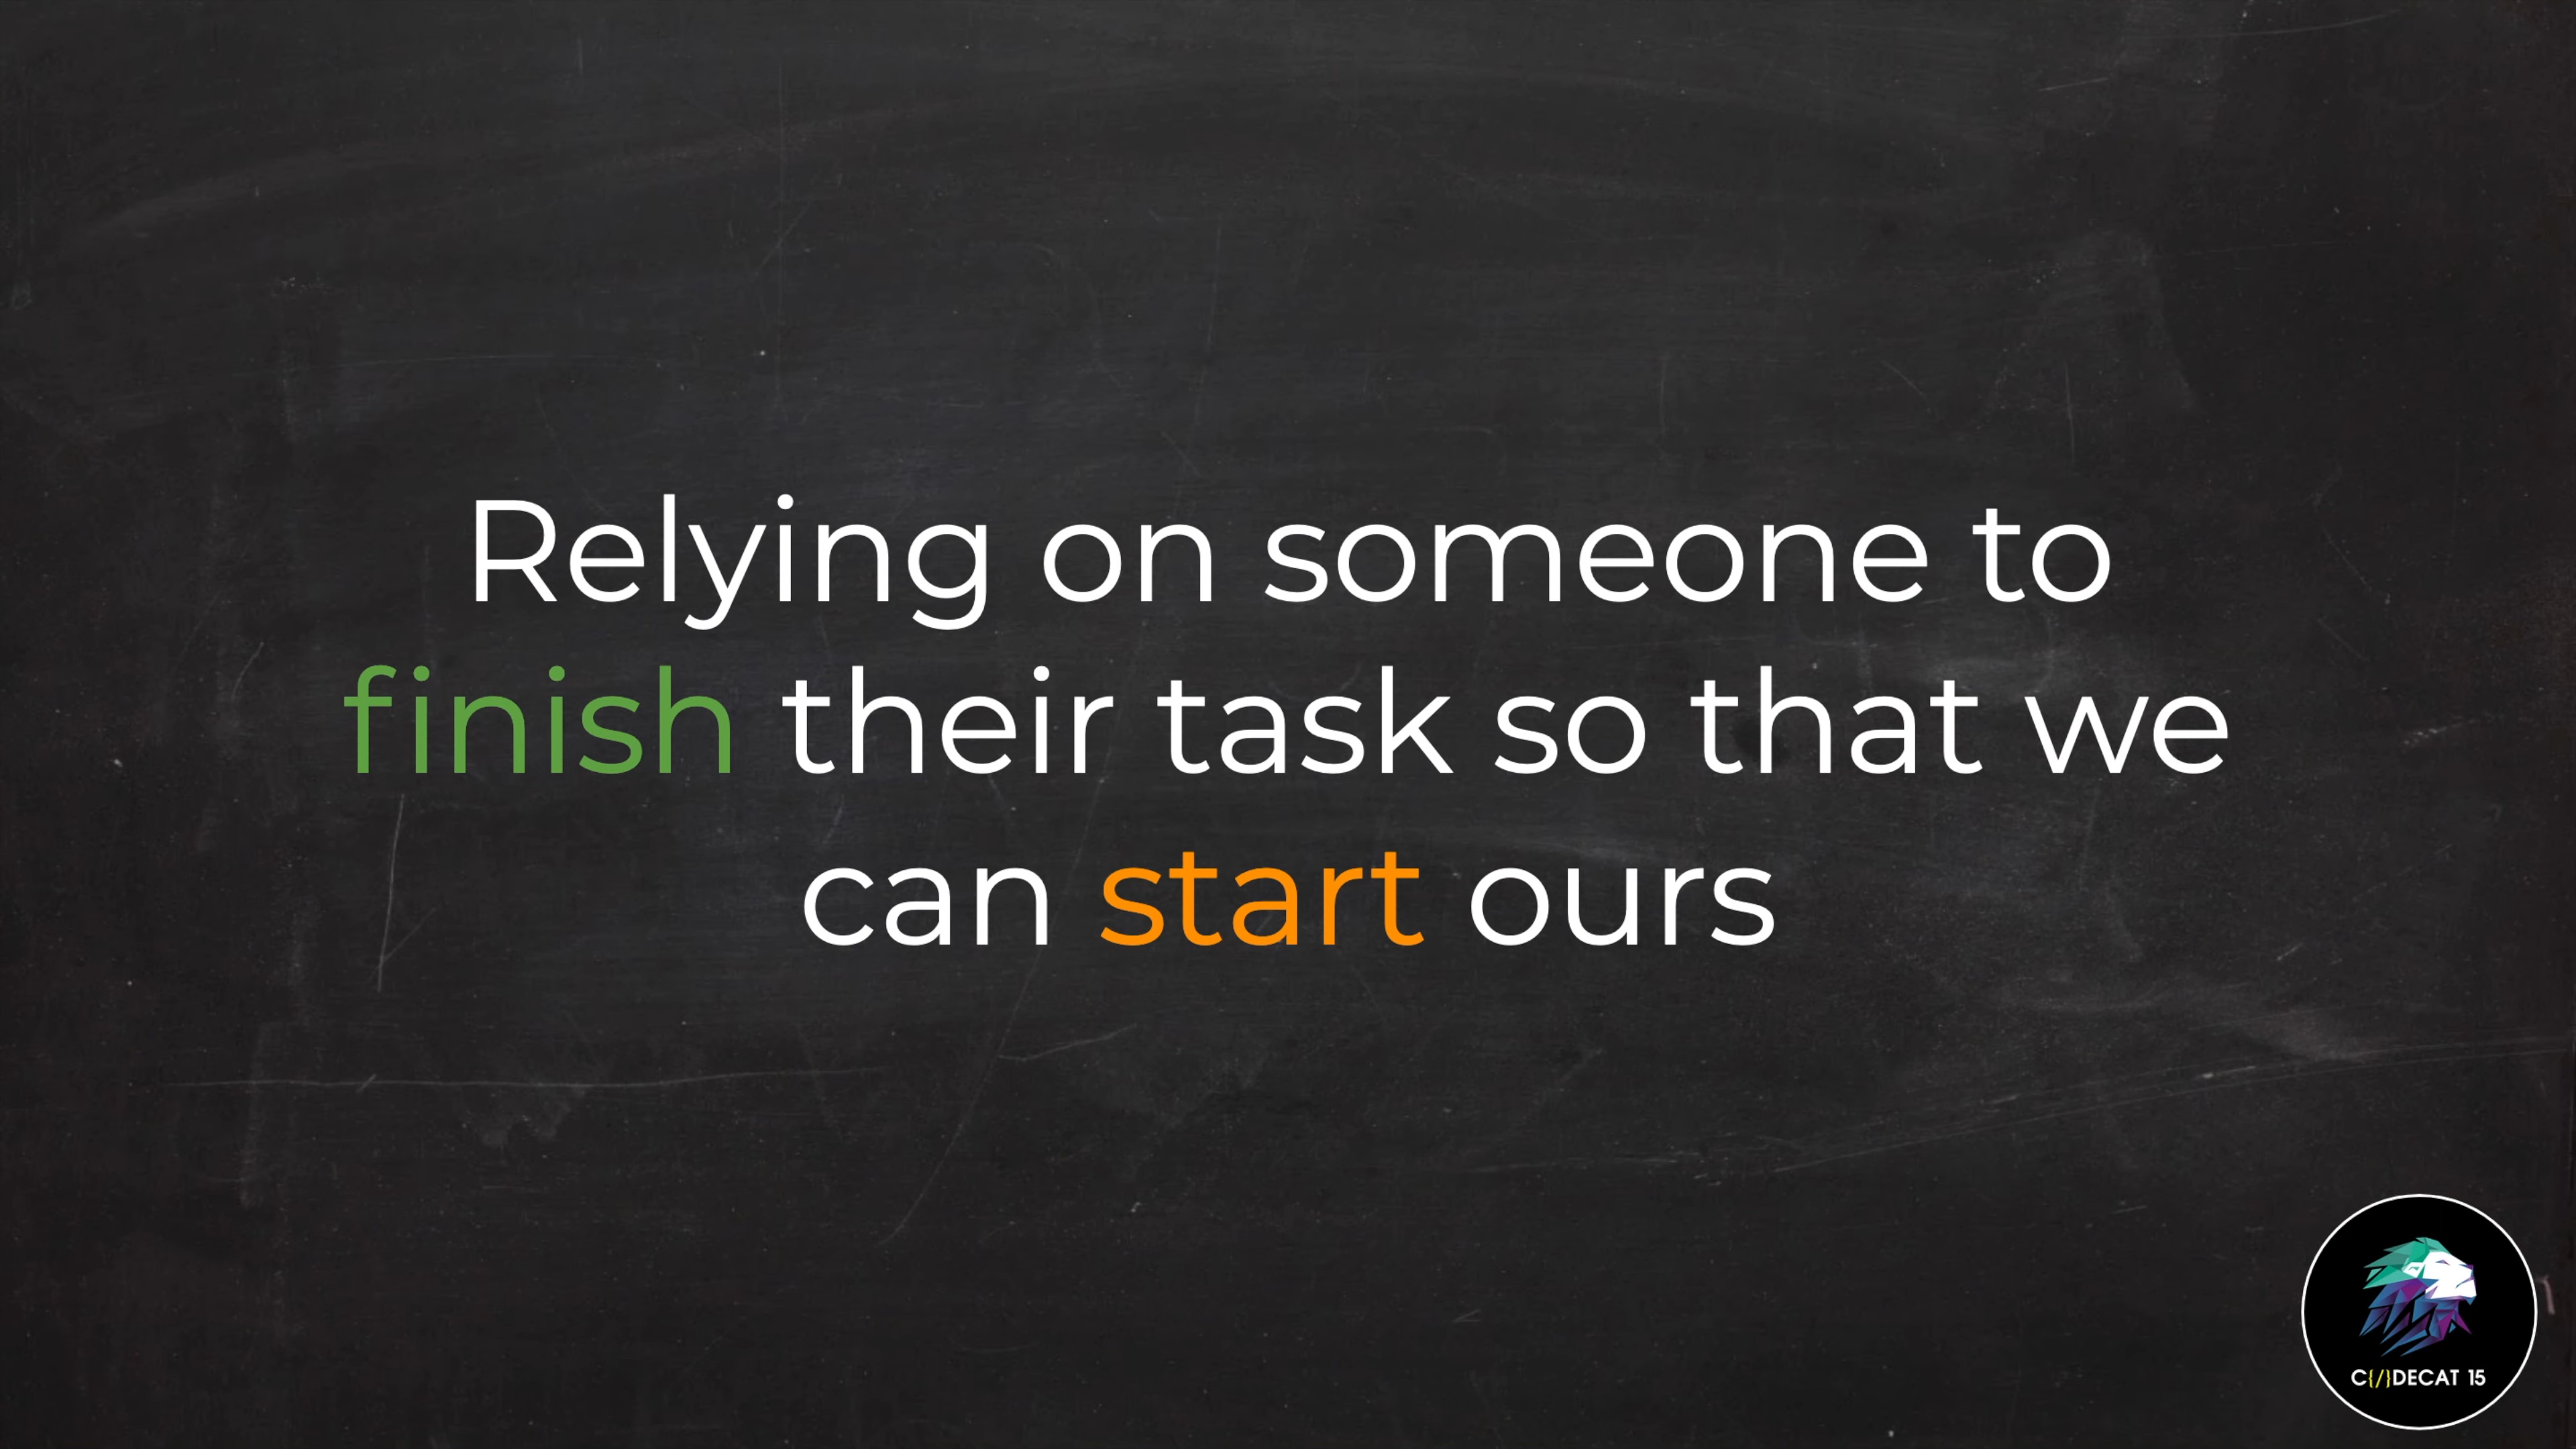 Relying on someone to
finish their task so that we
can start ours
C{/}DECAT 15